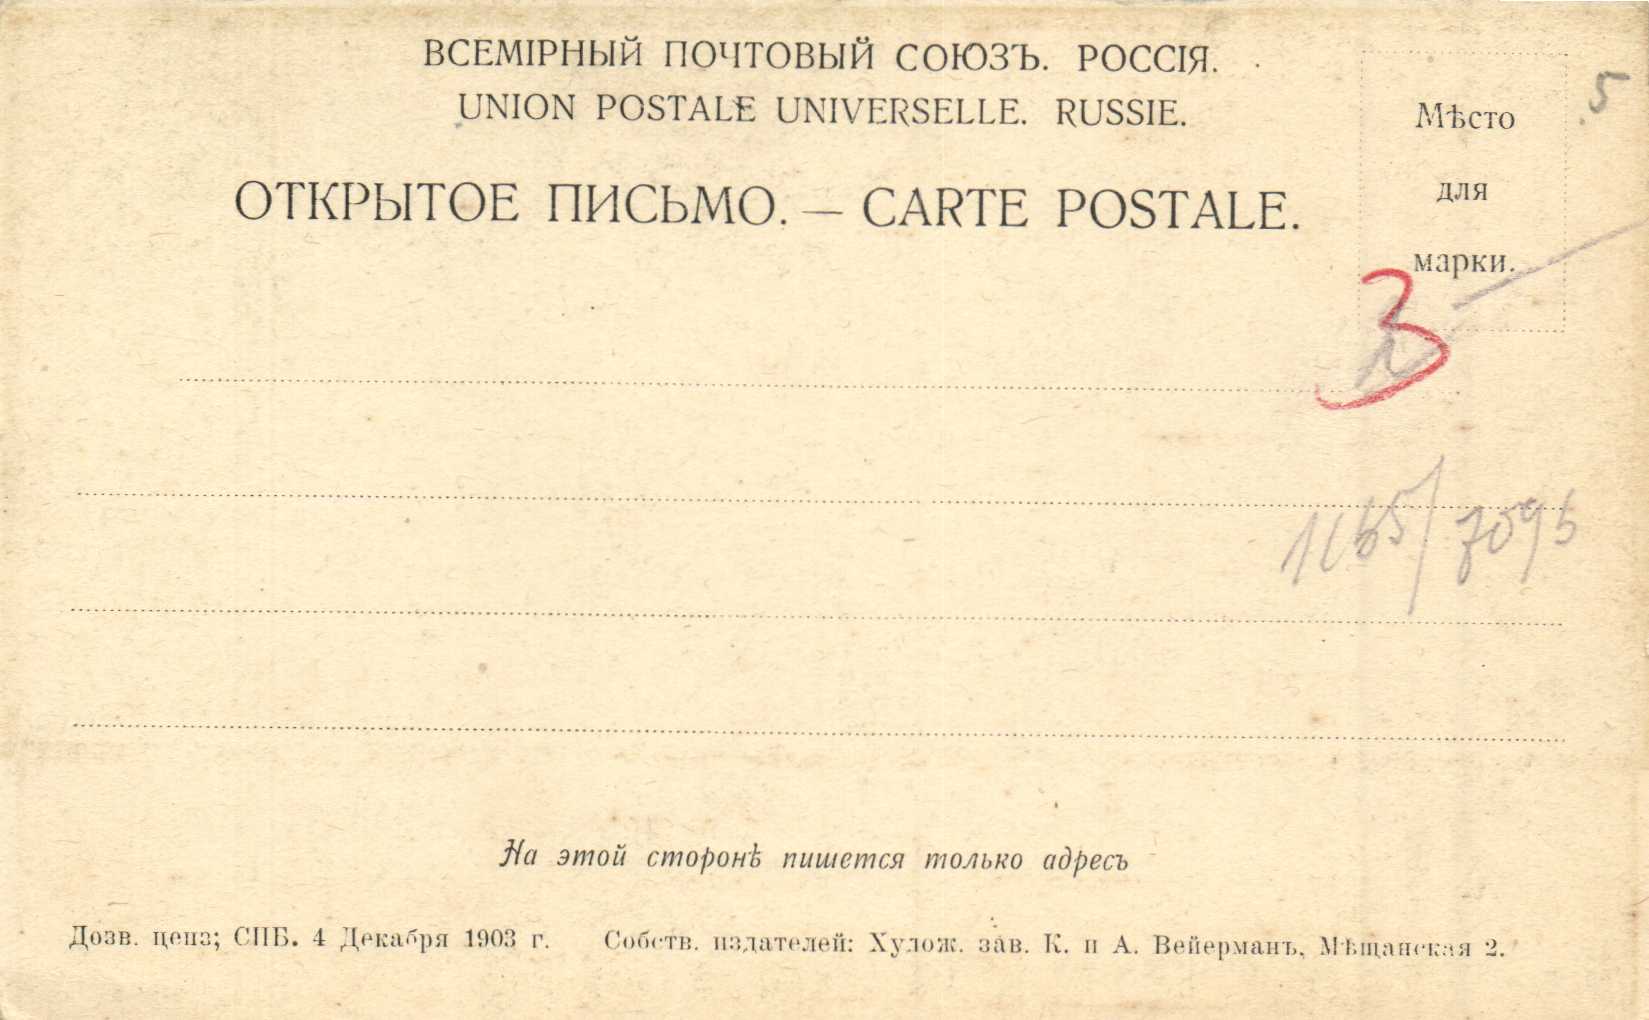 ВСЕМІРНЫЙ ПОЧТОВЫЙ СОЮЗЪ. РОССІЯ.
UNION POSTALE UNIVERSELLE. RUSSIE.
ОТКРЫТОЕ ПИСЬМО. — CARTE POSTALE.
Мѣсто
для
марки.
5
3
7095
На этой сторонѣ пишется только адресъ
Дозв. ценз; СПБ. 4 Декабря 1903 г. Собств. издателей: Худож. зав. К. и А. Вейерманъ, Мѣщанская 2.